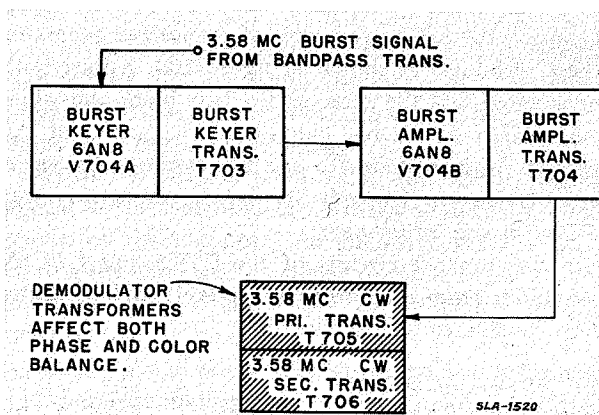 3.58 MC BURST SIGNAL
FROM BANDPASS TRANS.
BURST
KEYER
6AN8
V704A
BURST
KEYER
TRANS.
T703
BURST
AMPL.
6AN8
V704B
BURST
AMPL.
TRANS.
T704
DEMODULATOR
TRANSFORMERS
AFFECT BOTH
PHASE AND COLOR
BALANCE.
3.58 MC CW
PRI. TRANS.
T705
3.58 MC CW
SEC. TRANS.
T706
SLA-1520